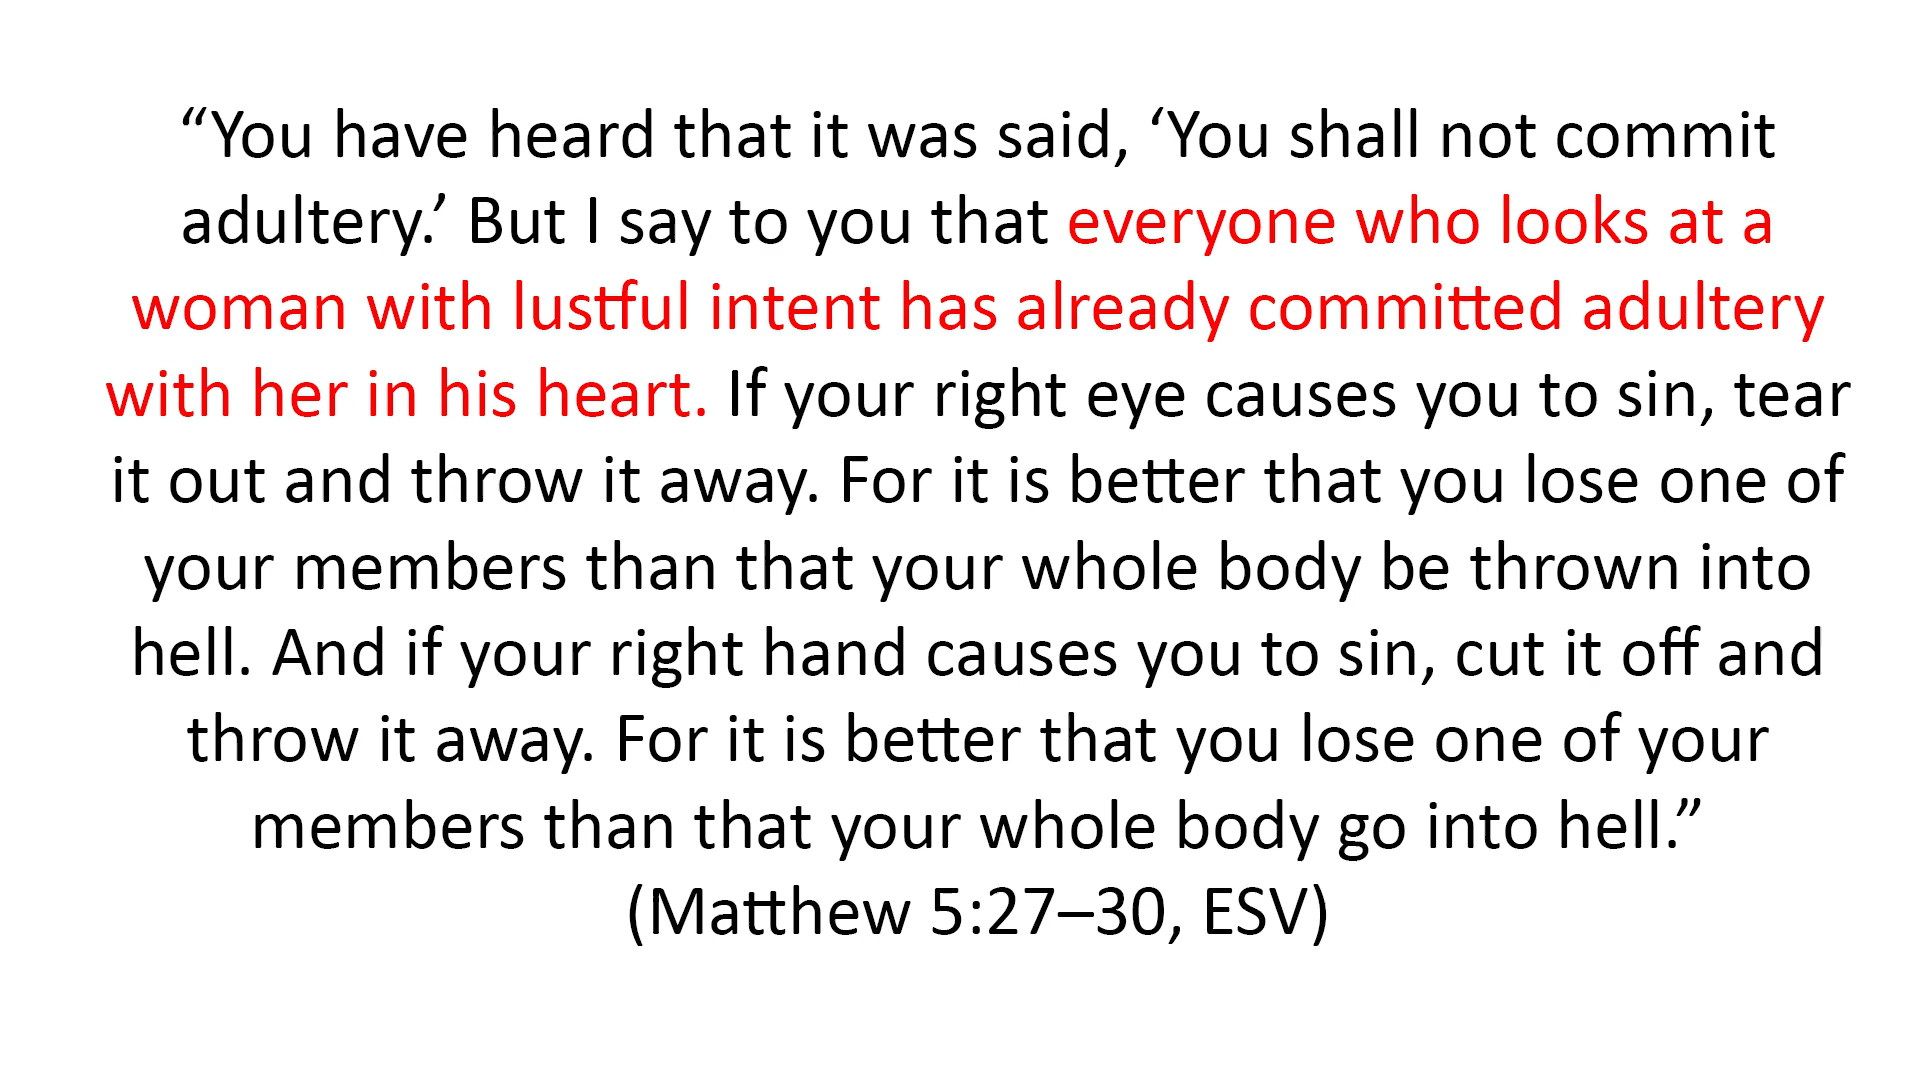 “You have heard that it was said, ‘You shall not commit
adultery.’ But I say to you that everyone who looks at a
woman with lustful intent has already committed adultery
with her in his heart. If your right eye causes you to sin, tear
it out and throw it away. For it is better that you lose one of
your members than that your whole body be thrown into
hell. And if your right hand causes you to sin, cut it off and
throw it away. For it is better that you lose one of your
members than that your whole body go into hell.”
(Matthew 5:27–30, ESV)